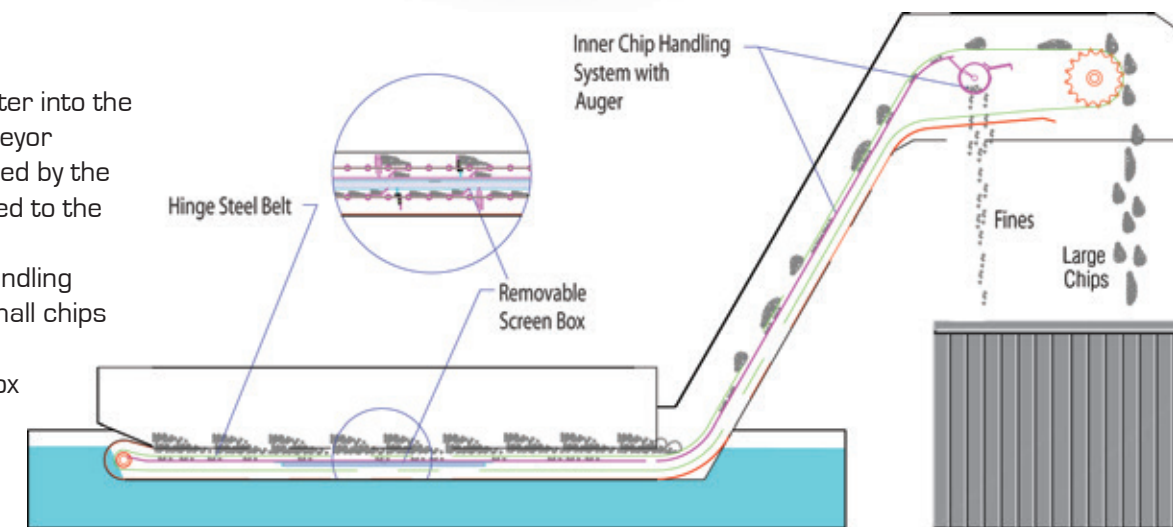 ter into the
yeyor
ed by the
ed to the
ndling
nall chips
ox
Inner Chip Handling
System with
Auger
Hinge Steel Belt
Removable
Screen Box
Fines
Large
Chips